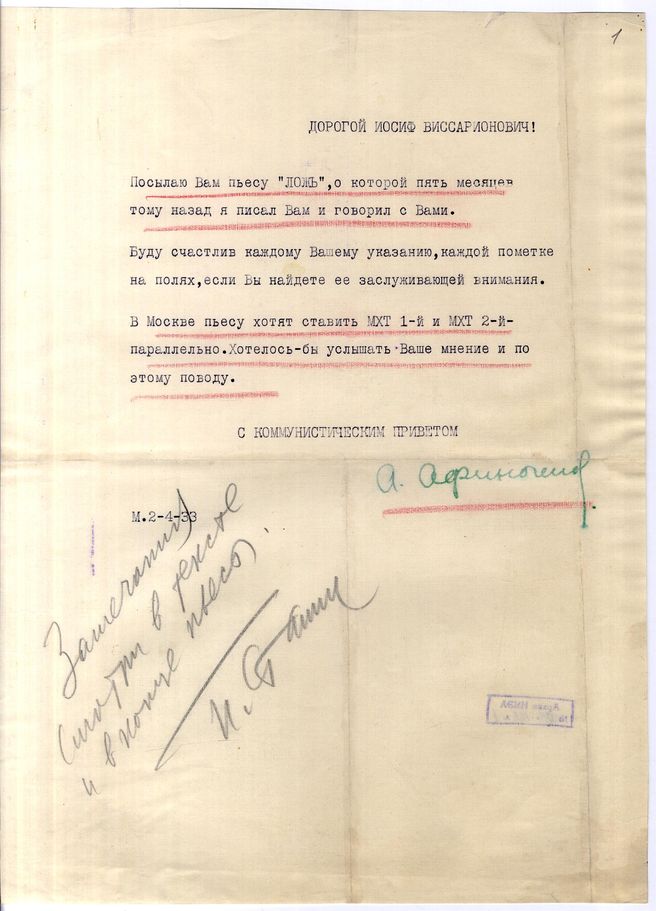 1
ДОРОГОЙ ИОСИФ ВИССАРИОНОВИЧ!
Посылаю Вам пьесу "ЛОЖЬ",о которой пять месяцев
тому назад я писал Вам и говорил с Вами.
Буду счастлив каждому Вашему указанию,каждой пометке
на полях,если Вы найдете ее заслуживающей внимания.
В Москве пьесу хотят ставить МХТ 1-й и МХТ 2-й-
параллельно.Хотелось-бы услышать Ваше мнение и по
этому поводу.
С КОММУНИСТИЧЕСКИМ ПРИВЕТОМ
А. Афиногенов
М.2-4-33
Замечания
смотри в тексте
и в конце пьесы.
И. Сталин